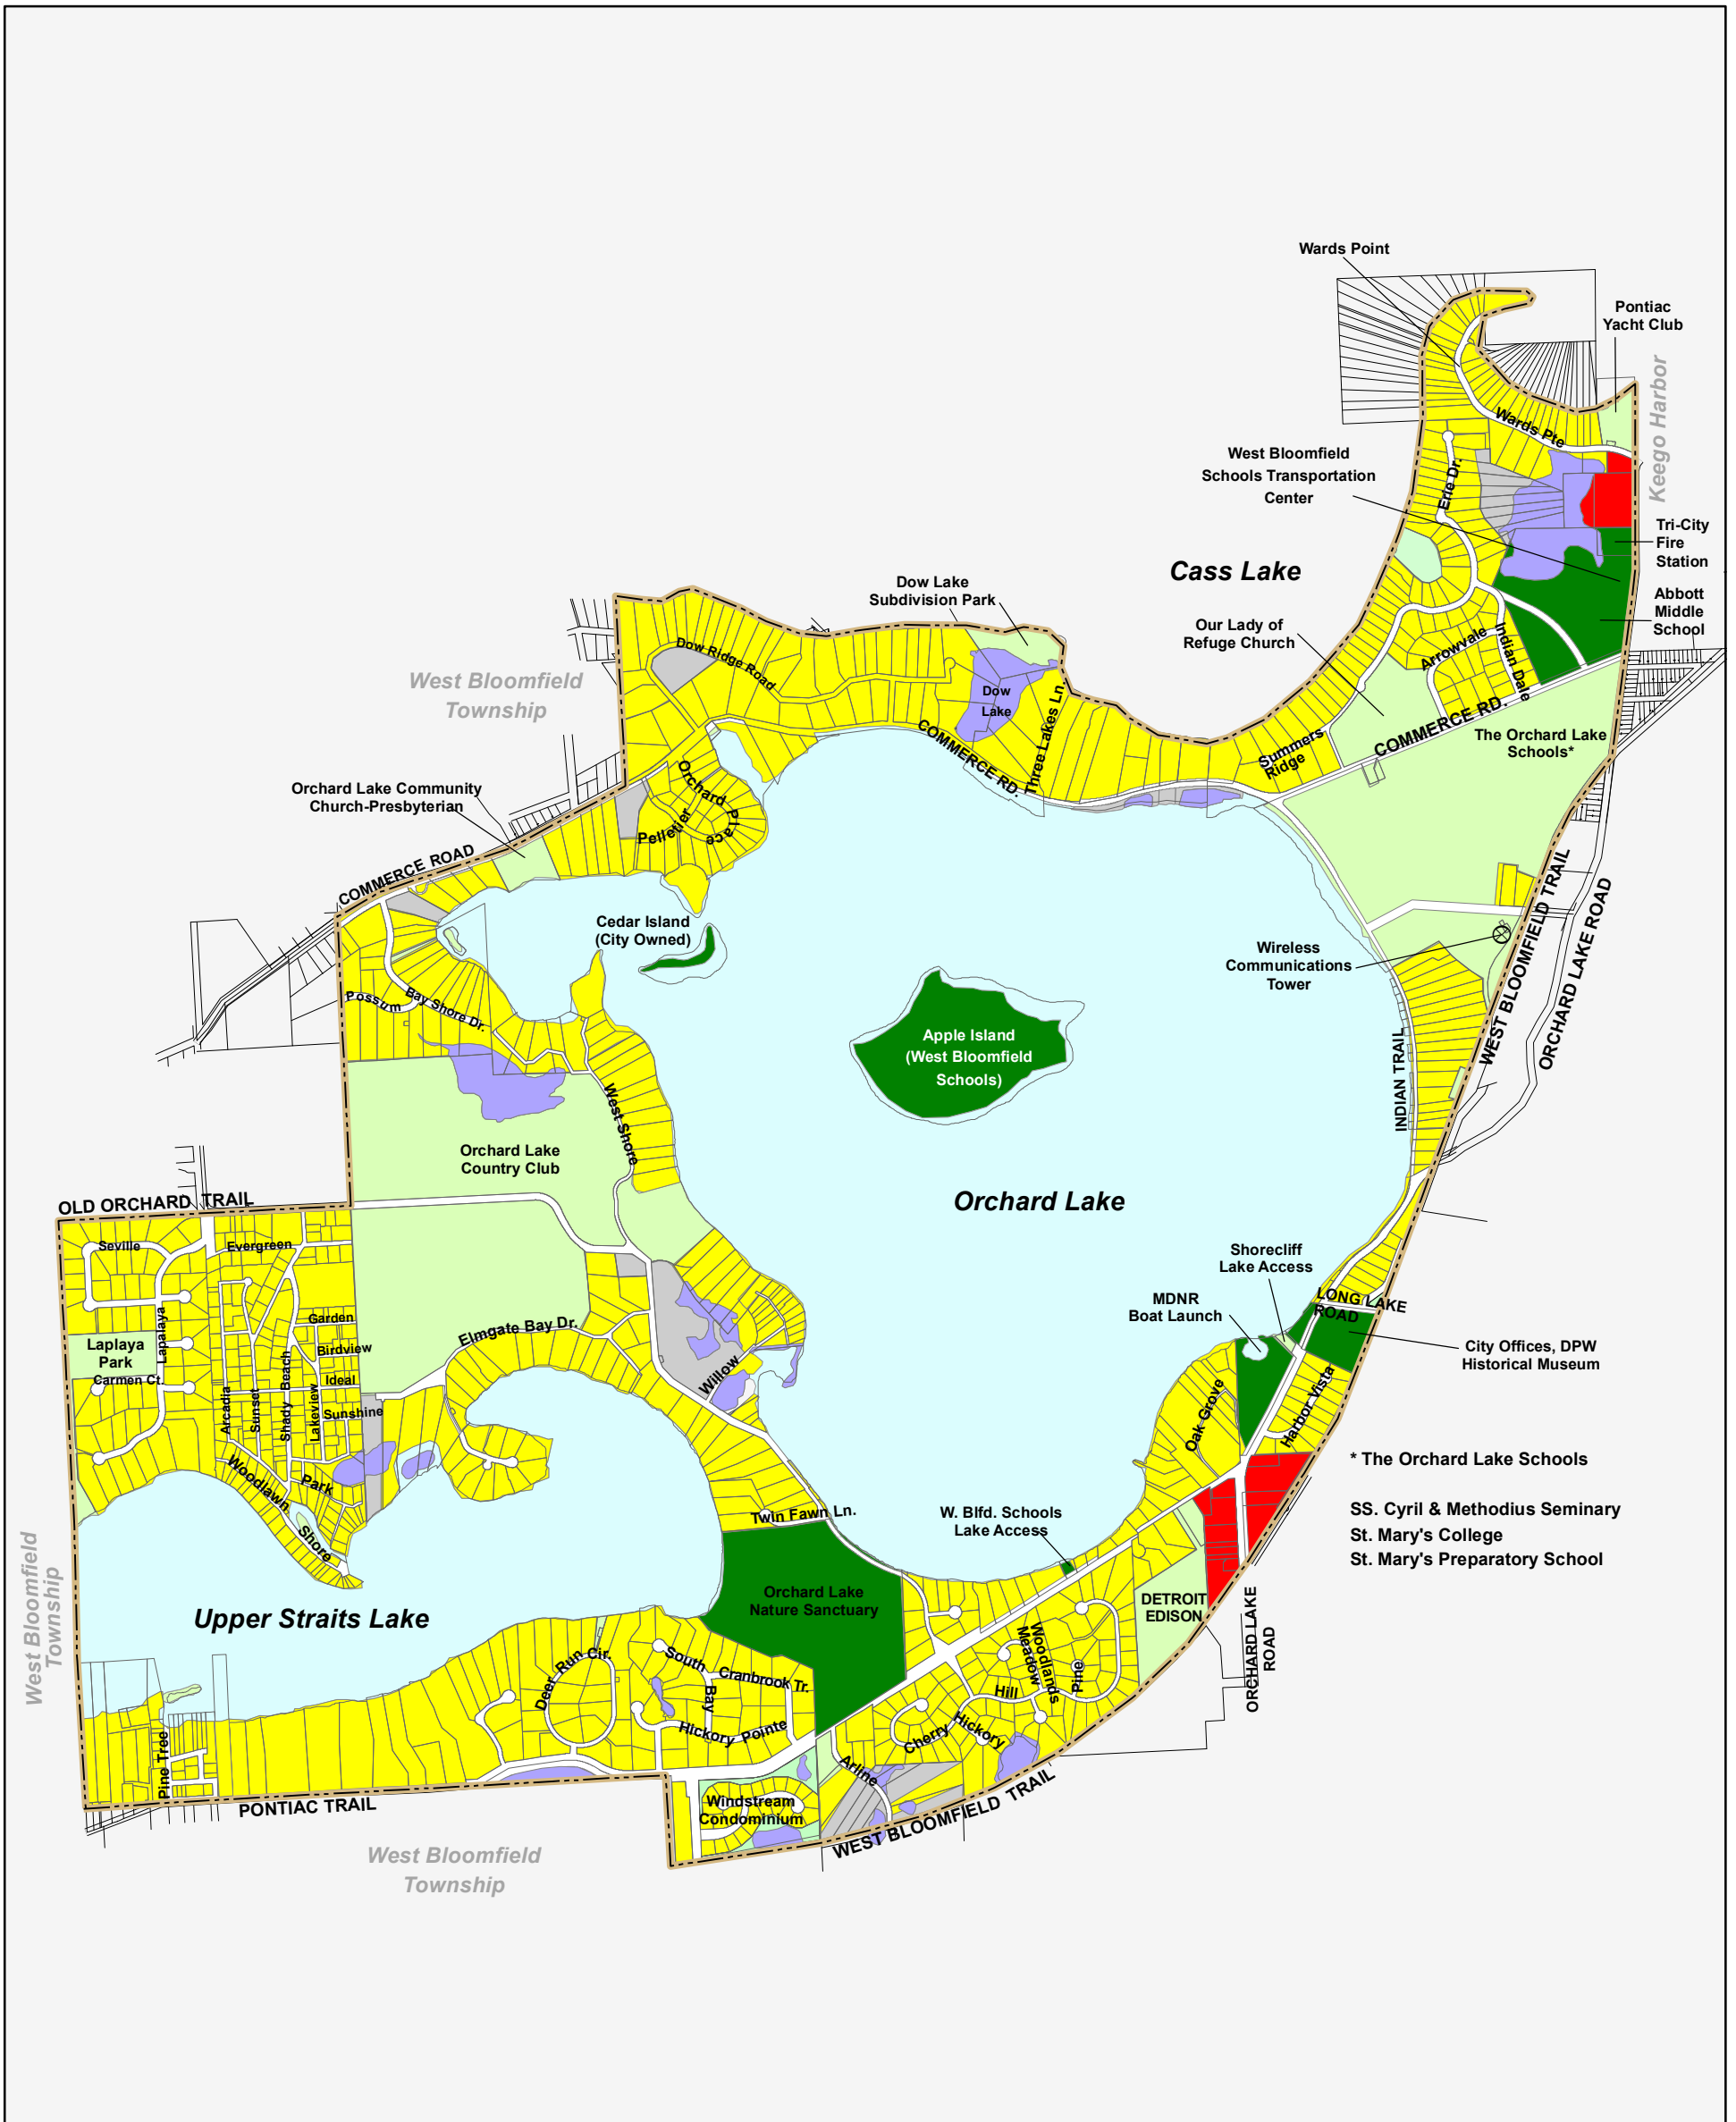 Wards Point
Pontiac
Yacht Club
Keego Harbor
Wards Pte
West Bloomfield
Schools Transportation
Center
Erie Dr.
Tri-City
Fire
Station
Cass Lake
Dow Lake
Subdivision Park
Abbott
Middle
School
Our Lady of
Refuge Church
Arrowvale
Indian Dale
West Bloomfield
Township
Dow Ridge Road
Dow
Lake
Three Lakes Ln.
COMMERCE RD.
COMMERCE RD.
The Orchard Lake
Schools*
Summers
Ridge
Orchard Lake Community
Church-Presbyterian
Orchard
Place
Pelletier
COMMERCE ROAD
Cedar Island
(City Owned)
Wireless
Communications
Tower
WEST BLOOMFIELD TRAIL
ORCHARD LAKE ROAD
Possum
Bay Shore Dr.
Apple Island
(West Bloomfield
Schools)
INDIAN TRAIL
West Shore
Orchard Lake
Country Club
Orchard Lake
OLD ORCHARD TRAIL
Seville
Evergreen
Shorecliff
Lake Access
MDNR
Boat Launch
LONG LAKE
ROAD
City Offices, DPW
Historical Museum
Lapalaya
Laplaya
Park
Carmen Ct.
Garden
Birdview
Ideal
Sunshine
Elmgate Bay Dr.
Willow
Arcadia
Sunset
Shady Beach
Lakeview
Oak Grove
Harbor Vista
Woodlawn
Park
Shore
* The Orchard Lake Schools
SS. Cyril & Methodius Seminary
St. Mary's College
St. Mary's Preparatory School
Twin Fawn Ln.
W. Blfd. Schools
Lake Access
West Bloomfield
Township
Upper Straits Lake
Orchard Lake
Nature Sanctuary
DETROIT
EDISON
ORCHARD LAKE
ROAD
Deer Run Cir.
South
Bay
Cranbrook Tr.
Hickory Pointe
Meadow
Woodlands
Pine
Hill
Cherry
Hickory
Pine Tree
Arline
Windstream
Condominium
PONTIAC TRAIL
WEST BLOOMFIELD TRAIL
West Bloomfield
Township